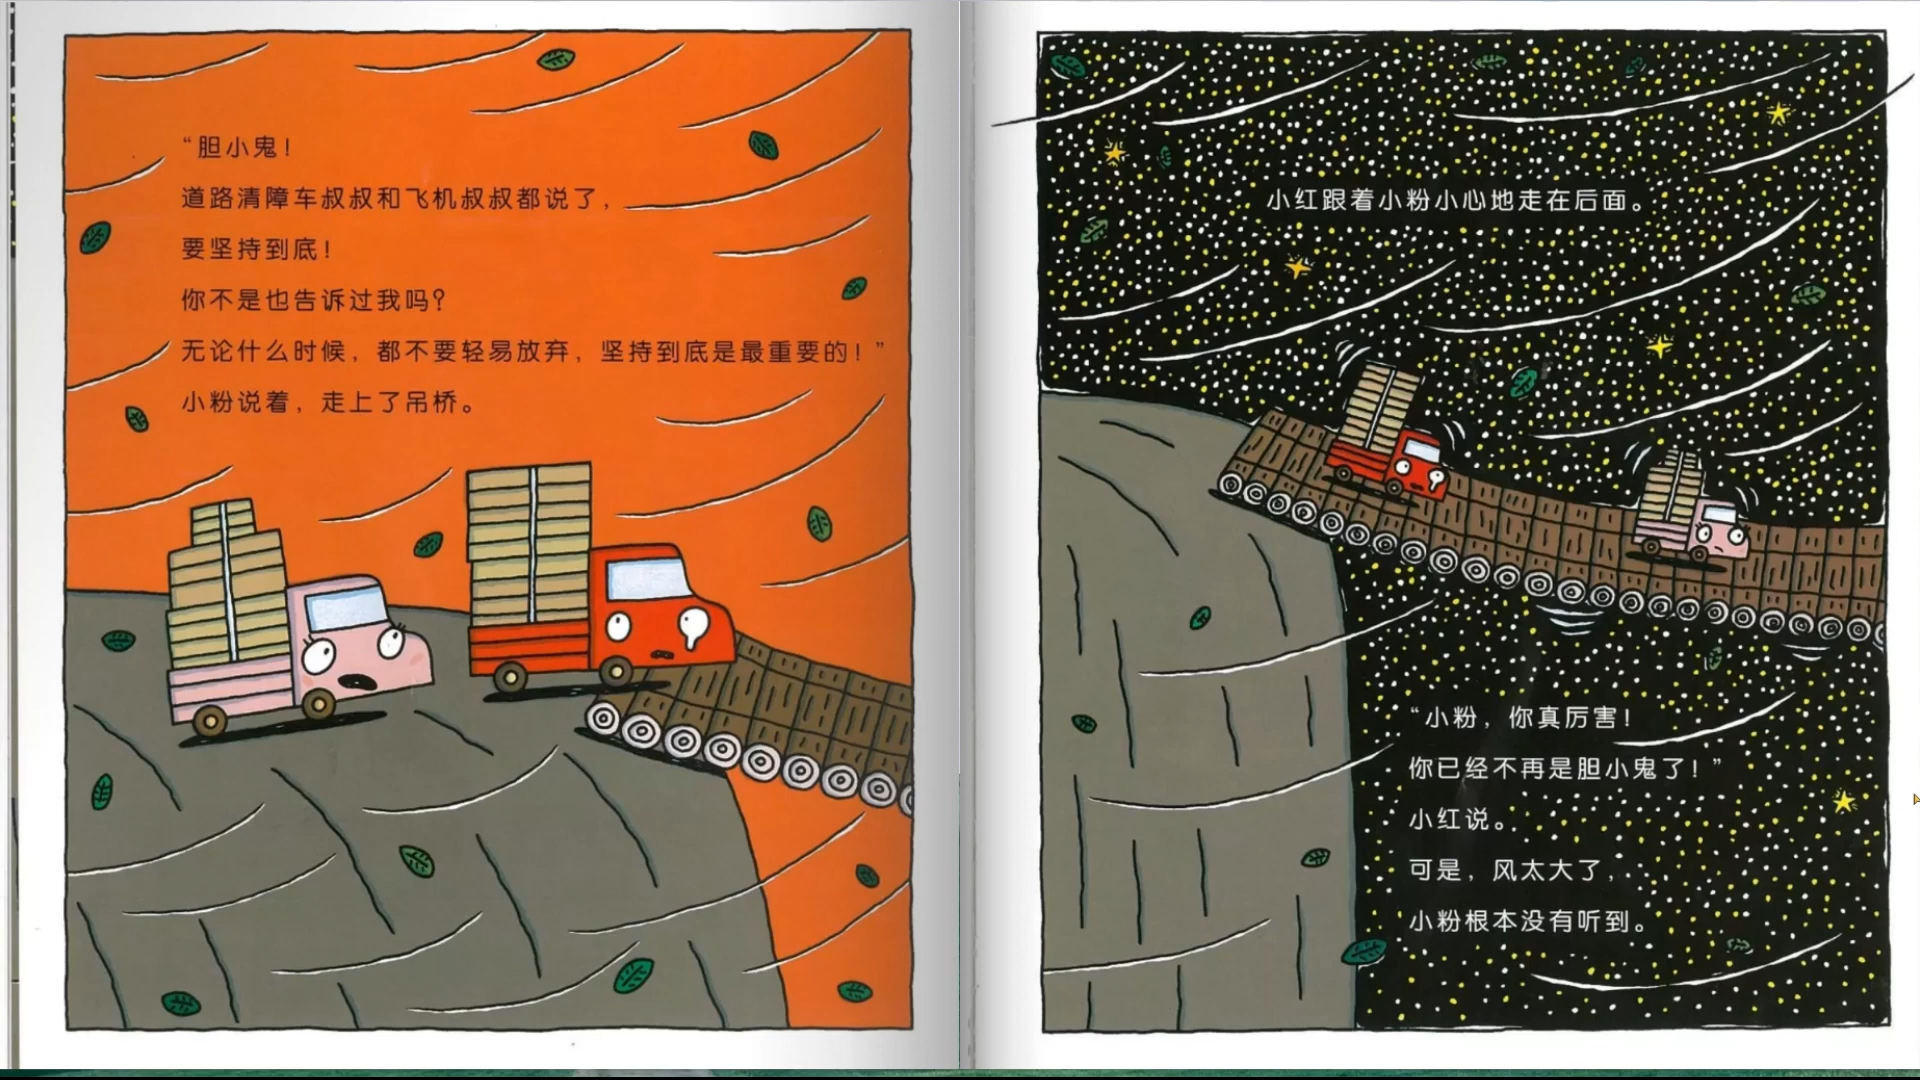 “胆小鬼！
道路清障车叔叔和飞机叔叔都说了，
要坚持到底！
你不是也告诉过我吗？
无论什么时候，都不要轻易放弃，坚持到底是最重要的！”
小粉说着，走上了吊桥。
小红跟着小粉小心地走在后面。
“小粉，你真厉害！
你已经不再是胆小鬼了！”
小红说。
可是，风太大了，
小粉根本没有听到。